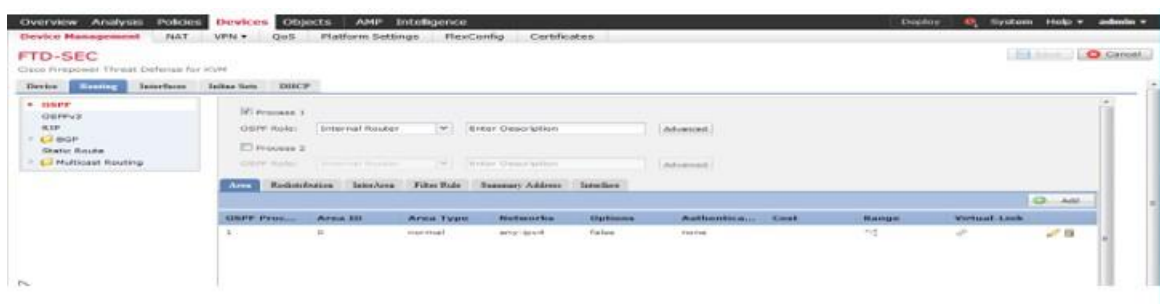 Overview Analysis Policies Devices Objects AMP Intelligence Deploy System Help admin
Device Management NAT VPN QoS Platform Settings FlexConfig Certificates
FTD-SEC
Save Cancel
Cisco Firepower Threat Defense for KVM
Device Routing Interfaces Inline Sets DHCP
OSPF
OSPFv3
RIP
BGP
Static Route
Multicast Routing
Process 1
OSPF Role: Internal Router Enter Description Advanced
Process 2
OSPF Role: Internal Router Enter Description Advanced
Area Redistribution InterArea Filter Rule Summary Address Interface
Add
OSPF Proc... Area ID Area Type Networks Options Authentica... Cost Range Virtual-Link
1 0 normal any-ipv4 false none